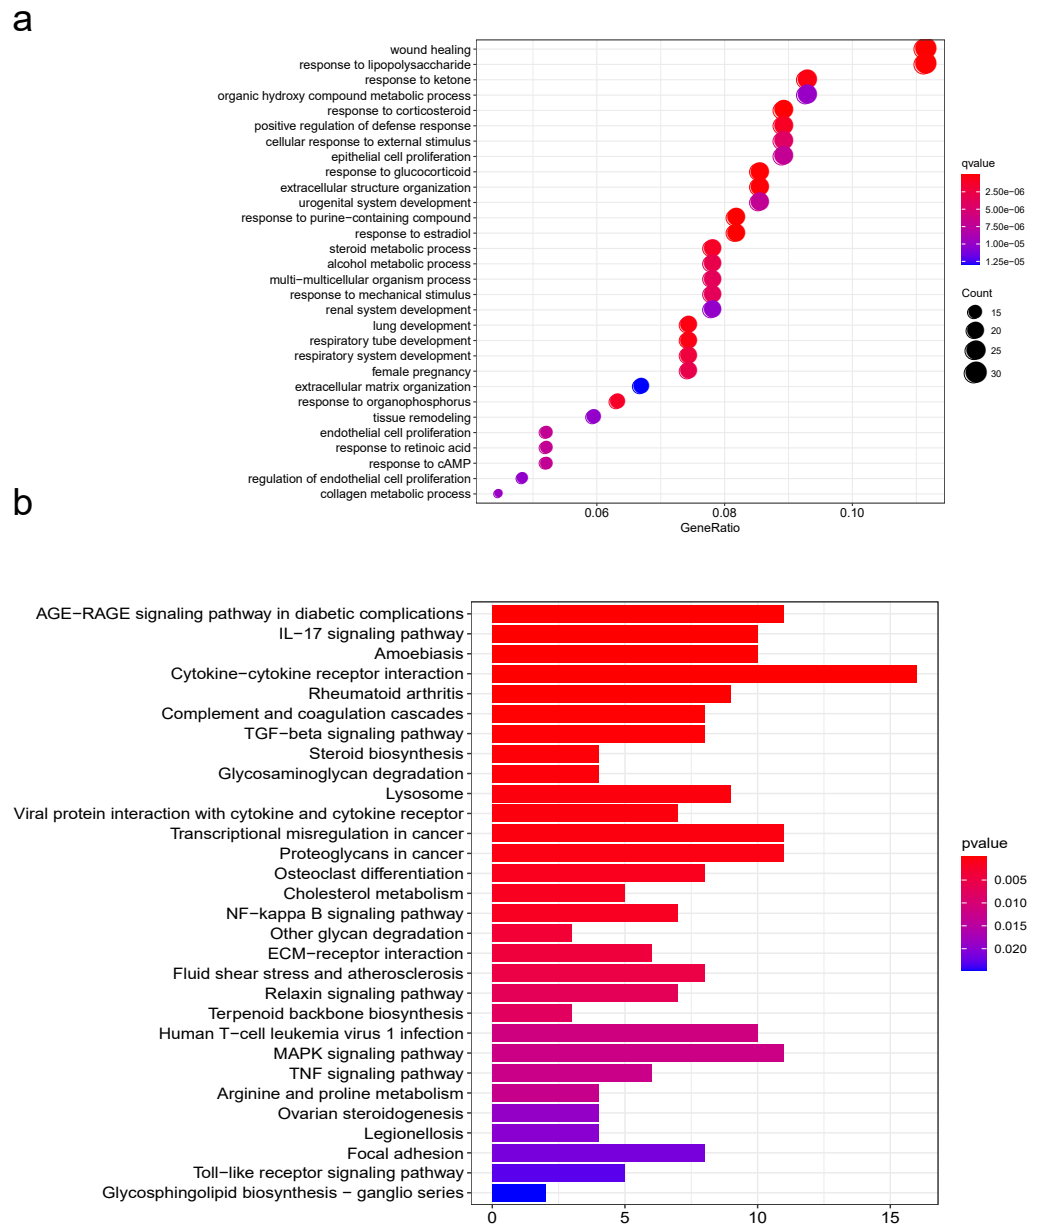 a
wound healing
response to lipopolysaccharide
response to ketone
organic hydroxy compound metabolic process
response to corticosteroid
positive regulation of defense response
cellular response to external stimulus
epithelial cell proliferation
response to glucocorticoid
extracellular structure organization
urogenital system development
response to purine−containing compound
response to estradiol
steroid metabolic process
alcohol metabolic process
multi−multicellular organism process
response to mechanical stimulus
renal system development
lung development
respiratory tube development
respiratory system development
female pregnancy
extracellular matrix organization
response to organophosphorus
tissue remodeling
endothelial cell proliferation
response to retinoic acid
response to cAMP
regulation of endothelial cell proliferation
collagen metabolic process
0.06 0.08 0.10
GeneRatio
qvalue
2.50e−06
5.00e−06
7.50e−06
1.00e−05
1.25e−05
Count
15
20
25
30
b
AGE−RAGE signaling pathway in diabetic complications
IL−17 signaling pathway
Amoebiasis
Cytokine−cytokine receptor interaction
Rheumatoid arthritis
Complement and coagulation cascades
TGF−beta signaling pathway
Steroid biosynthesis
Glycosaminoglycan degradation
Lysosome
Viral protein interaction with cytokine and cytokine receptor
Transcriptional misregulation in cancer
Proteoglycans in cancer
Osteoclast differentiation
Cholesterol metabolism
NF−kappa B signaling pathway
Other glycan degradation
ECM−receptor interaction
Fluid shear stress and atherosclerosis
Relaxin signaling pathway
Terpenoid backbone biosynthesis
Human T−cell leukemia virus 1 infection
MAPK signaling pathway
TNF signaling pathway
Arginine and proline metabolism
Ovarian steroidogenesis
Legionellosis
Focal adhesion
Toll−like receptor signaling pathway
Glycosphingolipid biosynthesis − ganglio series
0 5 10 15
pvalue
0.005
0.010
0.015
0.020